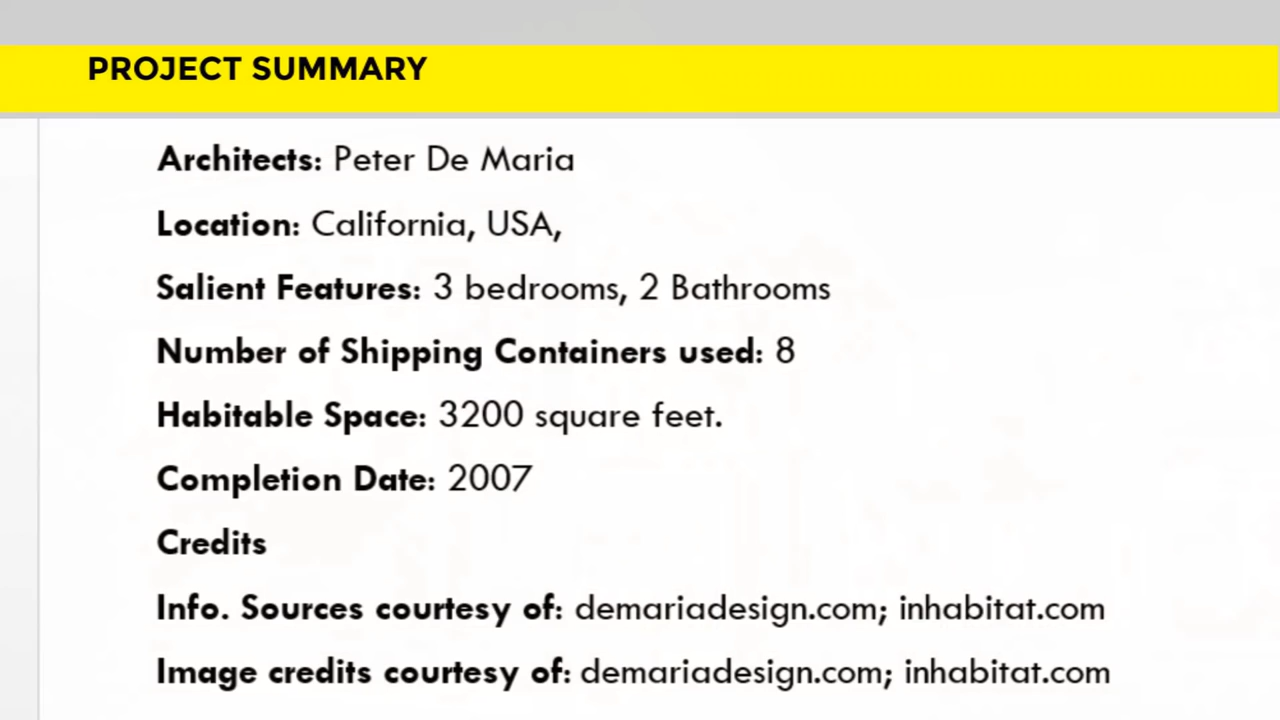 PROJECT SUMMARY
Architects: Peter De Maria
Location: California, USA,
Salient Features: 3 bedrooms, 2 Bathrooms
Number of Shipping Containers used: 8
Habitable Space: 3200 square feet.
Completion Date: 2007
Credits
Info. Sources courtesy of: demariadesign.com; inhabitat.com
Image credits courtesy of: demariadesign.com; inhabitat.com